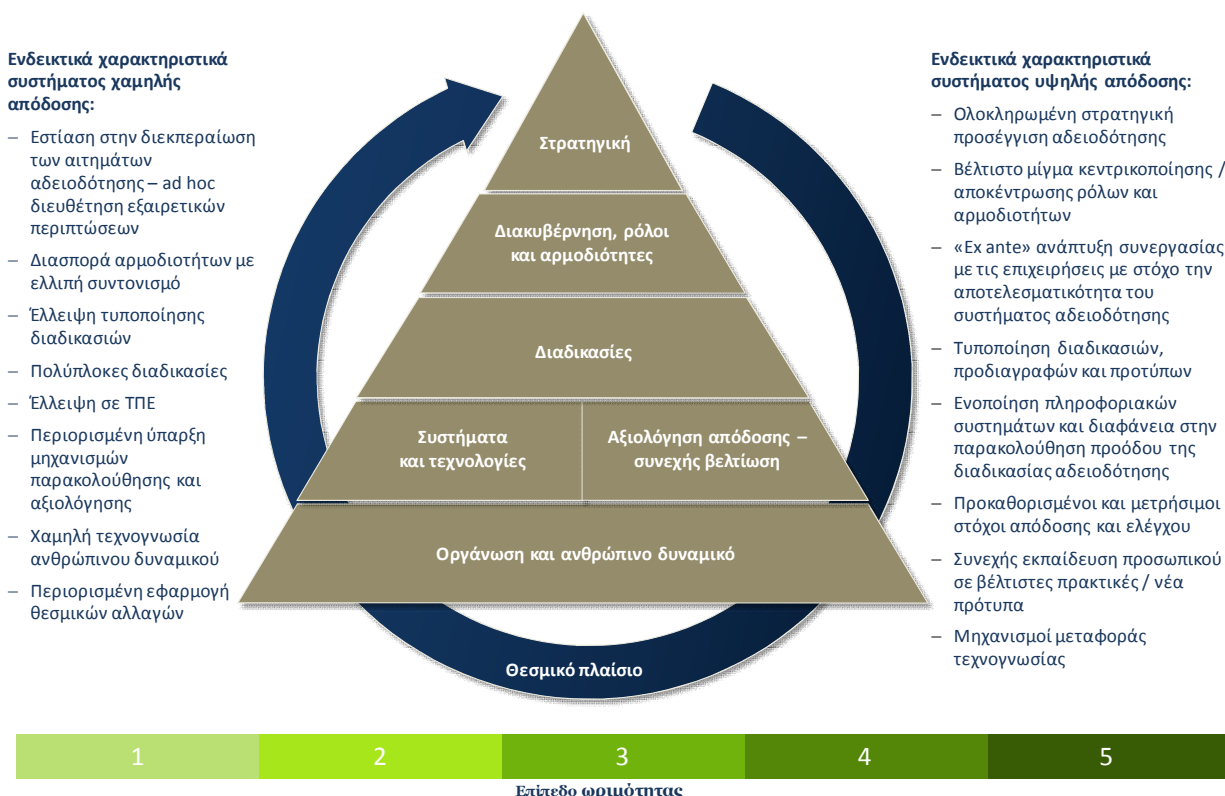 Ενδεικτικά χαρακτηριστικά
συστήματος χαμηλής
απόδοσης:
– Εστίαση στην διεκπεραίωση
των αιτημάτων
αδειοδότησης – ad hoc
διευθέτηση εξαιρετικών
περιπτώσεων
– Διασπορά αρμοδιοτήτων με
ελλιπή συντονισμό
– Έλλειψη τυποποίησης
διαδικασιών
– Πολύπλοκες διαδικασίες
– Έλλειψη σε ΤΠΕ
– Περιορισμένη ύπαρξη
μηχανισμών
παρακολούθησης και
αξιολόγησης
– Χαμηλή τεχνογνωσία
ανθρώπινου δυναμικού
– Περιορισμένη εφαρμογή
θεσμικών αλλαγών
Στρατηγική
Διακυβέρνηση, ρόλοι
και αρμοδιότητες
Διαδικασίες
Συστήματα
και τεχνολογίες
Αξιολόγηση απόδοσης –
συνεχής βελτίωση
Οργάνωση και ανθρώπινο δυναμικό
Θεσμικό πλαίσιο
Ενδεικτικά χαρακτηριστικά
συστήματος υψηλής απόδοσης:
– Ολοκληρωμένη στρατηγική
προσέγγιση αδειοδότησης
– Βέλτιστο μίγμα κεντρικοποίησης /
αποκέντρωσης ρόλων και
αρμοδιοτήτων
– «Ex ante» ανάπτυξη συνεργασίας
με τις επιχειρήσεις με στόχο την
αποτελεσματικότητα του
συστήματος αδειοδότησης
– Τυποποίηση διαδικασιών,
προδιαγραφών και προτύπων
– Ενοποίηση πληροφοριακών
συστημάτων και διαφάνεια στην
παρακολούθηση προόδου της
διαδικασίας αδειοδότησης
– Προκαθορισμένοι και μετρήσιμοι
στόχοι απόδοσης και ελέγχου
– Συνεχής εκπαίδευση προσωπικού
σε βέλτιστες πρακτικές / νέα
πρότυπα
– Μηχανισμοί μεταφοράς
τεχνογνωσίας
1 2 3 4 5
Επίπεδο ωριμότητας